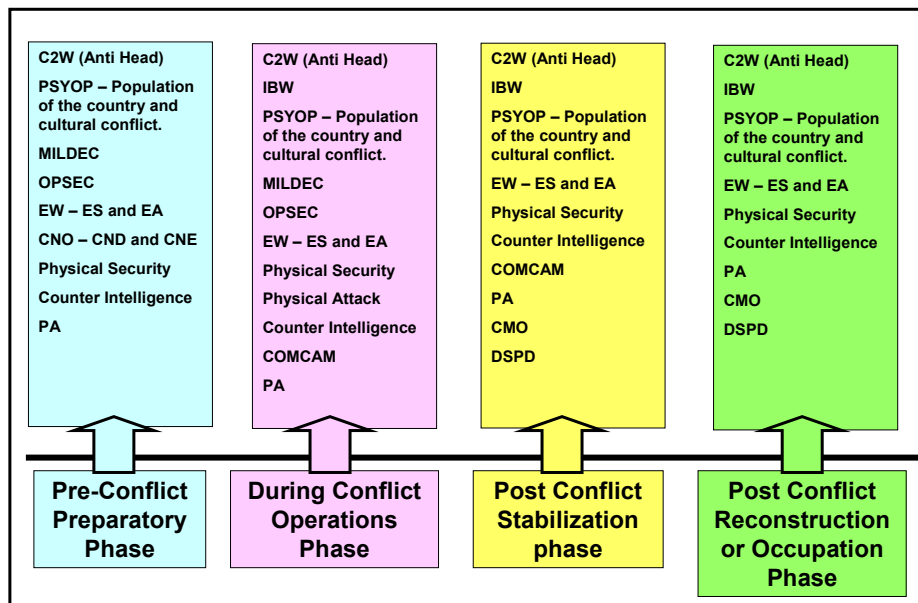 C2W (Anti Head)
PSYOP – Population
of the country and
cultural conflict.
MILDEC
OPSEC
EW – ES and EA
CNO – CND and CNE
Physical Security
Counter Intelligence
PA
C2W (Anti Head)
IBW
PSYOP – Population
of the country and
cultural conflict.
MILDEC
OPSEC
EW – ES and EA
Physical Security
Physical Attack
Counter Intelligence
COMCAM
PA
C2W (Anti Head)
IBW
PSYOP – Population
of the country and
cultural conflict.
EW – ES and EA
Physical Security
Counter Intelligence
COMCAM
PA
CMO
DSPD
C2W (Anti Head)
IBW
PSYOP – Population
of the country and
cultural conflict.
EW – ES and EA
Physical Security
Counter Intelligence
PA
CMO
DSPD
Pre-Conflict
Preparatory
Phase
During Conflict
Operations
Phase
Post Conflict
Stabilization
phase
Post Conflict
Reconstruction
or Occupation
Phase